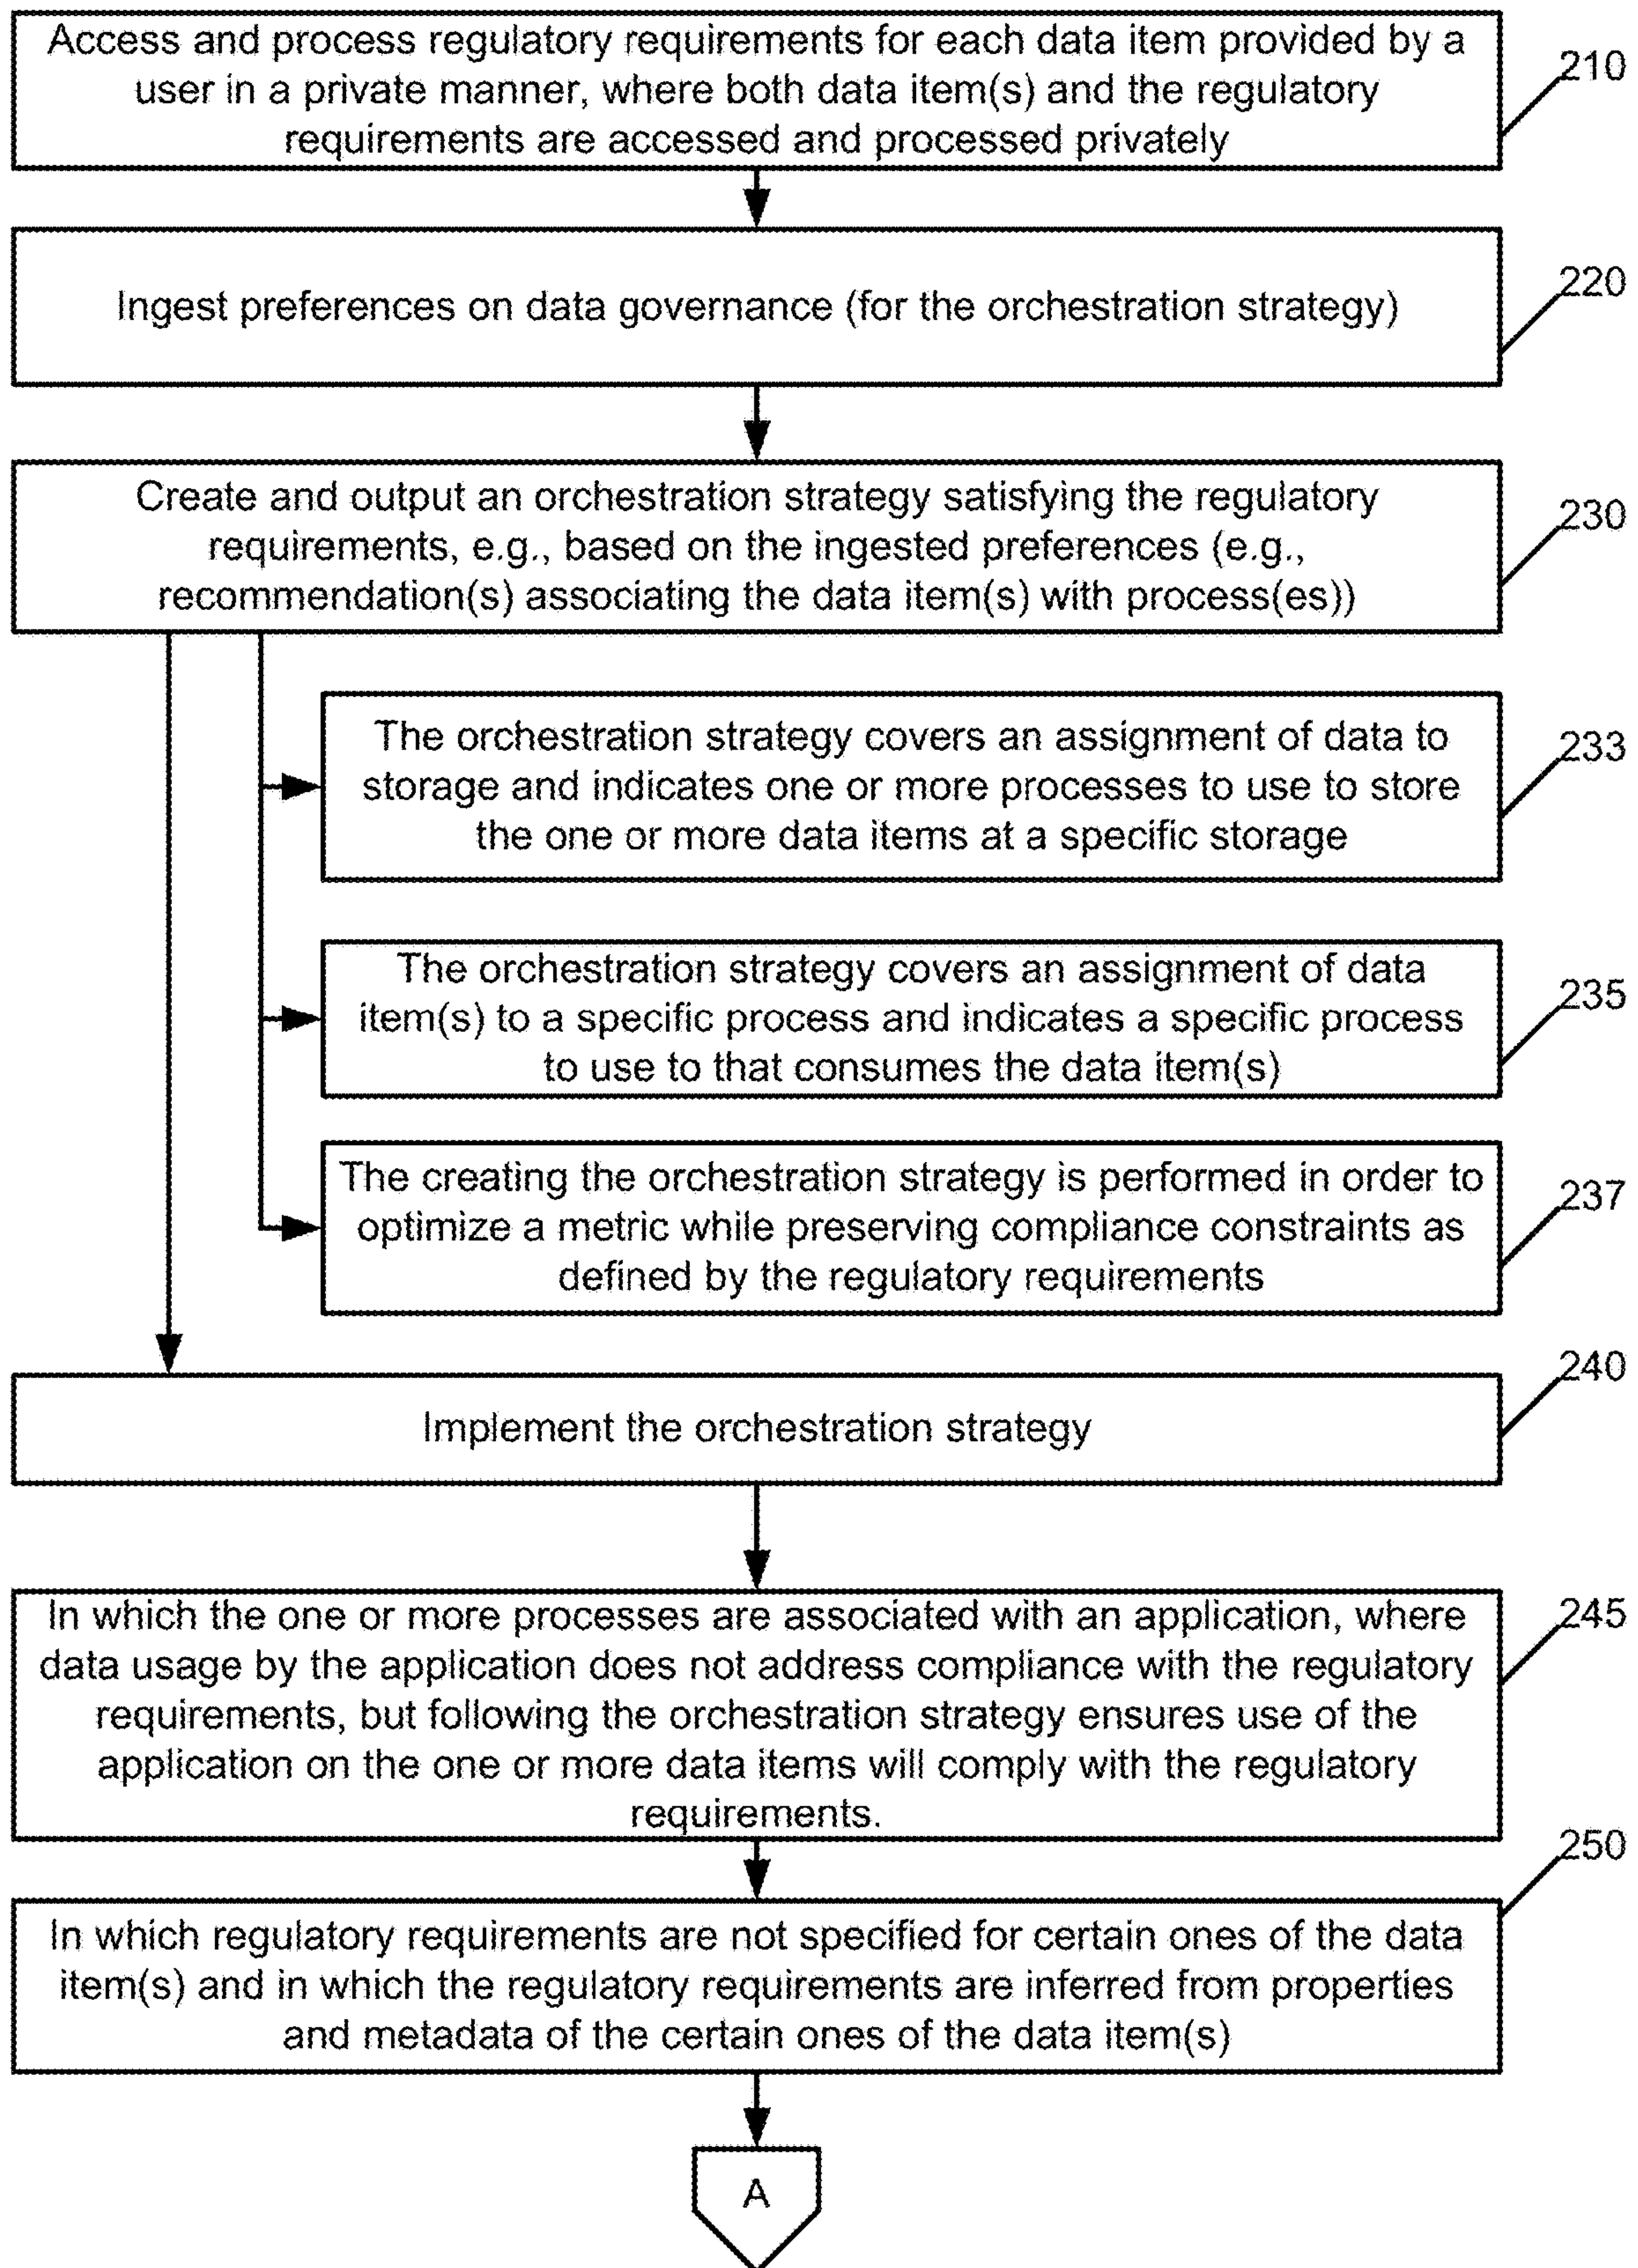 Access and process regulatory requirements for each data item provided by a
user in a private manner, where both data item(s) and the regulatory
requirements are accessed and processed privately
210
Ingest preferences on data governance (for the orchestration strategy)
220
Create and output an orchestration strategy satisfying the regulatory
requirements, e.g., based on the ingested preferences (e.g.,
recommendation(s) associating the data item(s) with process(es))
230
The orchestration strategy covers an assignment of data to
storage and indicates one or more processes to use to store
the one or more data items at a specific storage
233
The orchestration strategy covers an assignment of data
item(s) to a specific process and indicates a specific process
to use to that consumes the data item(s)
235
The creating the orchestration strategy is performed in order to
optimize a metric while preserving compliance constraints as
defined by the regulatory requirements
237
Implement the orchestration strategy
240
In which the one or more processes are associated with an application, where
data usage by the application does not address compliance with the regulatory
requirements, but following the orchestration strategy ensures use of the
application on the one or more data items will comply with the regulatory
requirements.
245
In which regulatory requirements are not specified for certain ones of the data
item(s) and in which the regulatory requirements are inferred from properties
and metadata of the certain ones of the data item(s)
250
A